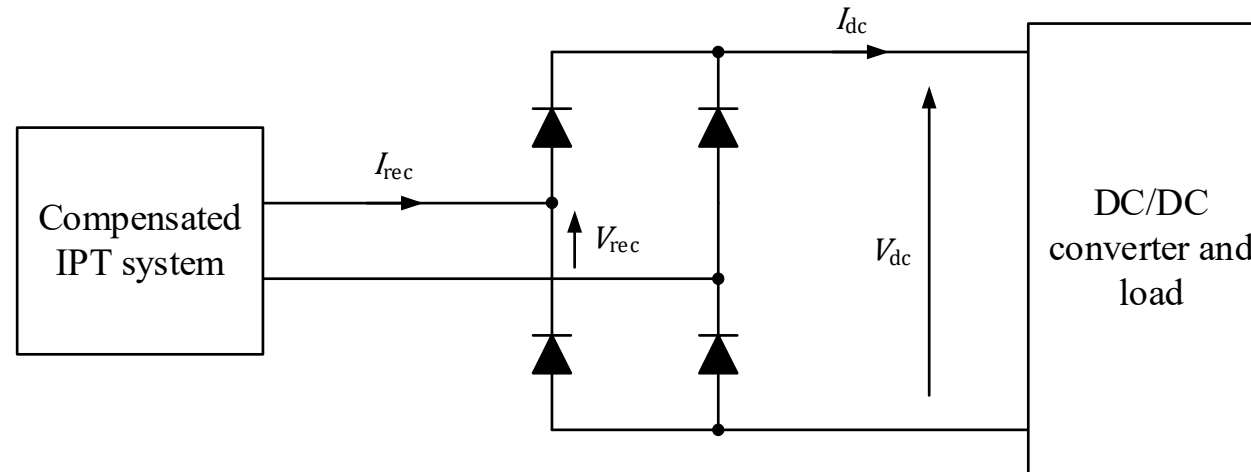 Compensated
IPT system
I_rec
V_rec
I_dc
V_dc
DC/DC
converter and
load